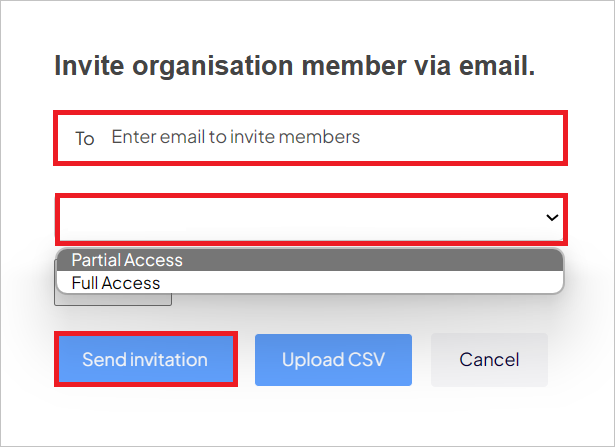 Invite organisation member via email.
To Enter email to invite members
Partial Access
Full Access
Send invitation Upload CSV Cancel